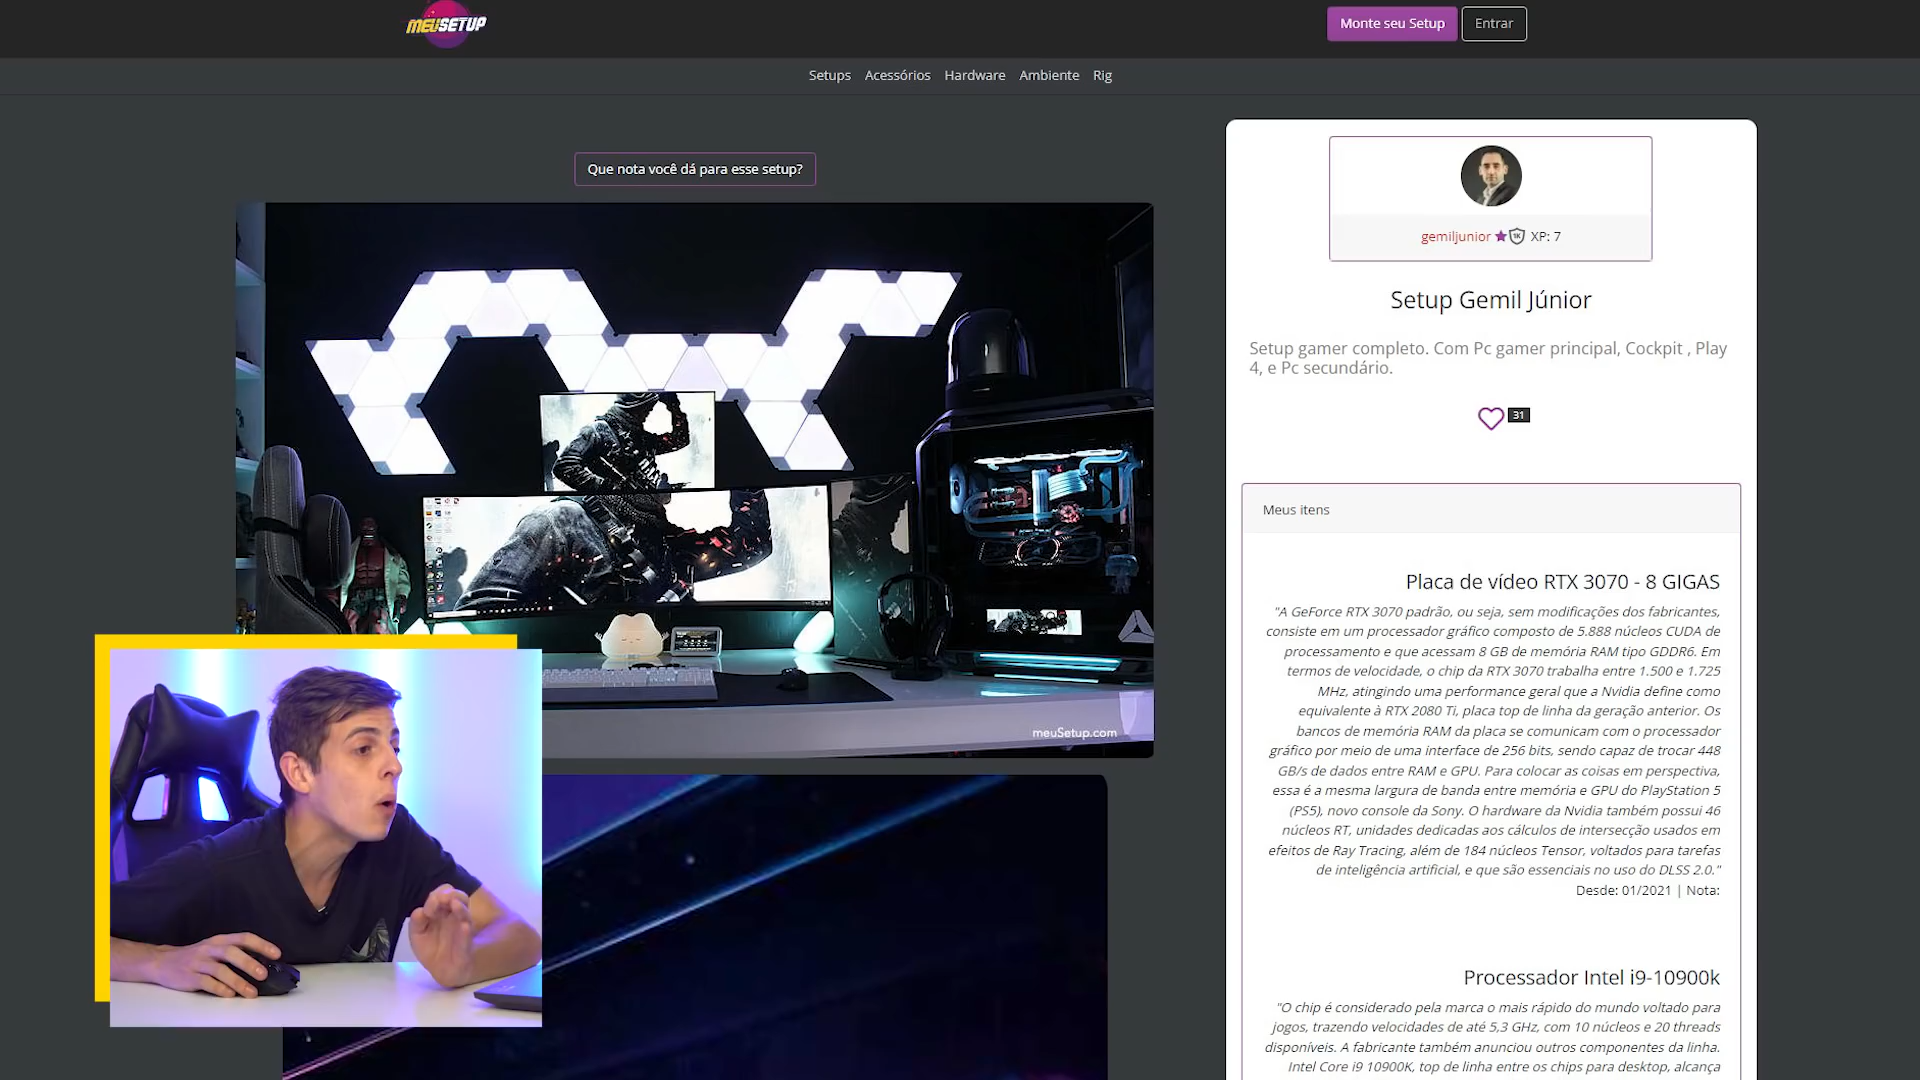 MEUSETUP
Monte seu Setup
Entrar
Setups Acessórios Hardware Ambiente Rig
Que nota você dá para esse setup?
meuSetup.com
gemiljunior 1K XP: 7
Setup Gemil Júnior
Setup gamer completo. Com Pc gamer principal, Cockpit , Play
4, e Pc secundário.
31
Meus itens
Placa de vídeo RTX 3070 - 8 GIGAS
"A GeForce RTX 3070 padrão, ou seja, sem modificações dos fabricantes,
consiste em um processador gráfico composto de 5.888 núcleos CUDA de
processamento e que acessam 8 GB de memória RAM tipo GDDR6. Em
termos de velocidade, o chip da RTX 3070 trabalha entre 1.500 e 1.725
MHz, atingindo uma performance geral que a Nvidia define como
equivalente à RTX 2080 Ti, placa top de linha da geração anterior. Os
bancos de memória RAM da placa se comunicam com o processador
gráfico por meio de uma interface de 256 bits, sendo capaz de trocar 448
GB/s de dados entre RAM e GPU. Para colocar as coisas em perspectiva,
essa é a mesma largura de banda entre memória e GPU do PlayStation 5
(PS5), novo console da Sony. O hardware da Nvidia também possui 46
núcleos RT, unidades dedicadas aos cálculos de intersecção usados em
efeitos de Ray Tracing, além de 184 núcleos Tensor, voltados para tarefas
de inteligência artificial, e que são essenciais no uso do DLSS 2.0."
Desde: 01/2021 | Nota:
Processador Intel i9-10900k
"O chip é considerado pela marca o mais rápido do mundo voltado para
jogos, trazendo velocidades de até 5,3 GHz, com 10 núcleos e 20 threads
disponíveis. A fabricante também anunciou outros componentes da linha.
Intel Core i9 10900K, top de linha entre os chips para desktop, alcança